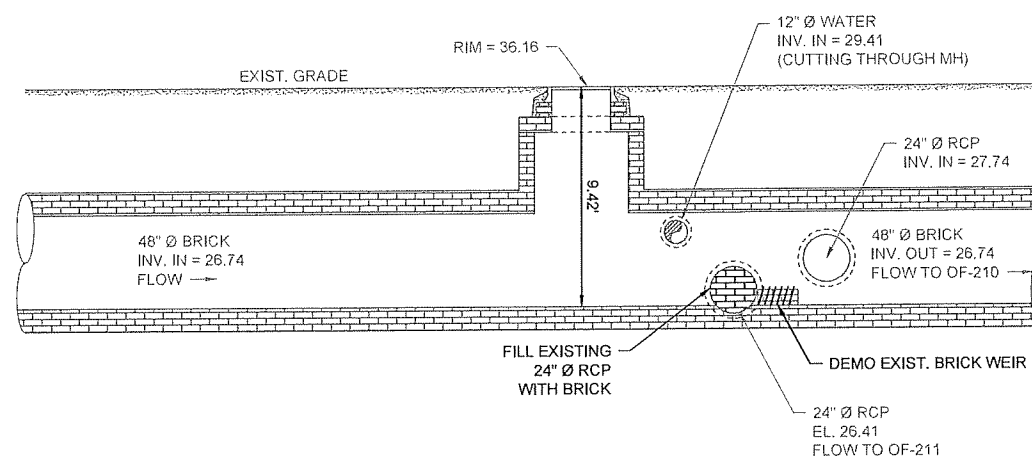 12" Ø WATER
INV. IN = 29.41
(CUTTING THROUGH MH)
RIM = 36.16
EXIST. GRADE
24" Ø RCP
INV. IN = 27.74
9.42'
48" Ø BRICK
INV. IN = 26.74
FLOW
48" Ø BRICK
INV. OUT = 26.74
FLOW TO OF-210
FILL EXISTING
24" Ø RCP
WITH BRICK
DEMO EXIST. BRICK WEIR
24" Ø RCP
EL. 26.41
FLOW TO OF-211